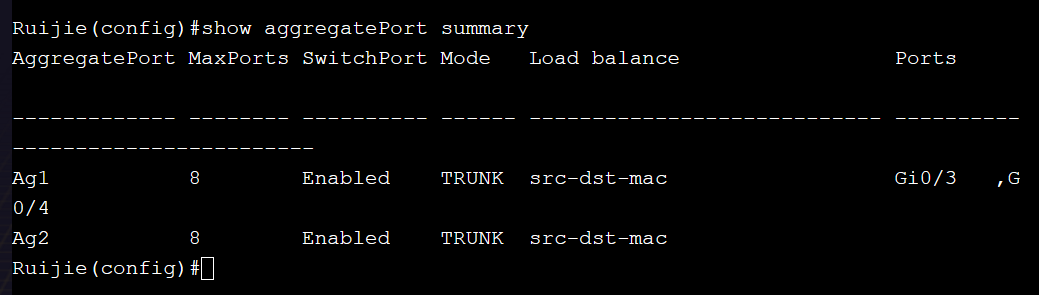 Ruijie(config)#show aggregatePort summary
AggregatePort MaxPorts SwitchPort Mode   Load balance                 Ports

------------- -------- ---------- ------ ---------------------------- ----------
------------------------
Ag1           8        Enabled    TRUNK  src-dst-mac                  Gi0/3   ,G
0/4
Ag2           8        Enabled    TRUNK  src-dst-mac
Ruijie(config)#